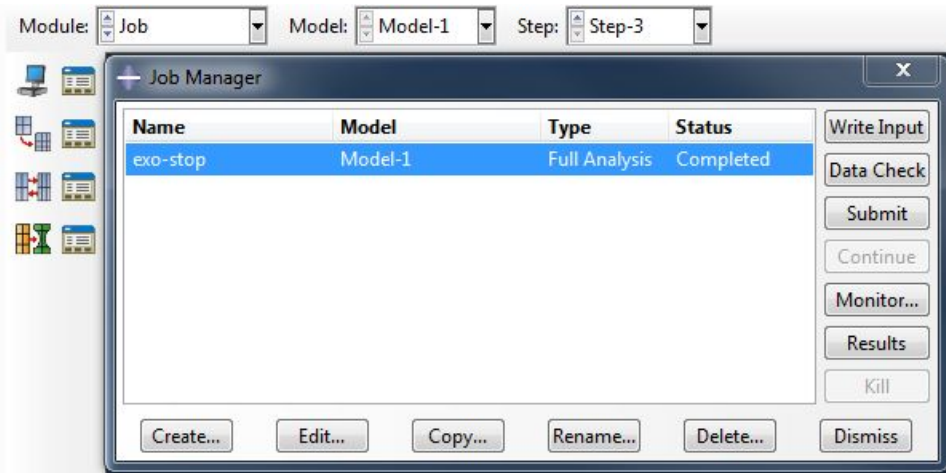 Module: Job Model: Model-1 Step: Step-3
Job Manager
Name Model Type Status
exo-stop Model-1 Full Analysis Completed
Write Input
Data Check
Submit
Continue
Monitor...
Results
Kill
Create... Edit... Copy... Rename... Delete... Dismiss